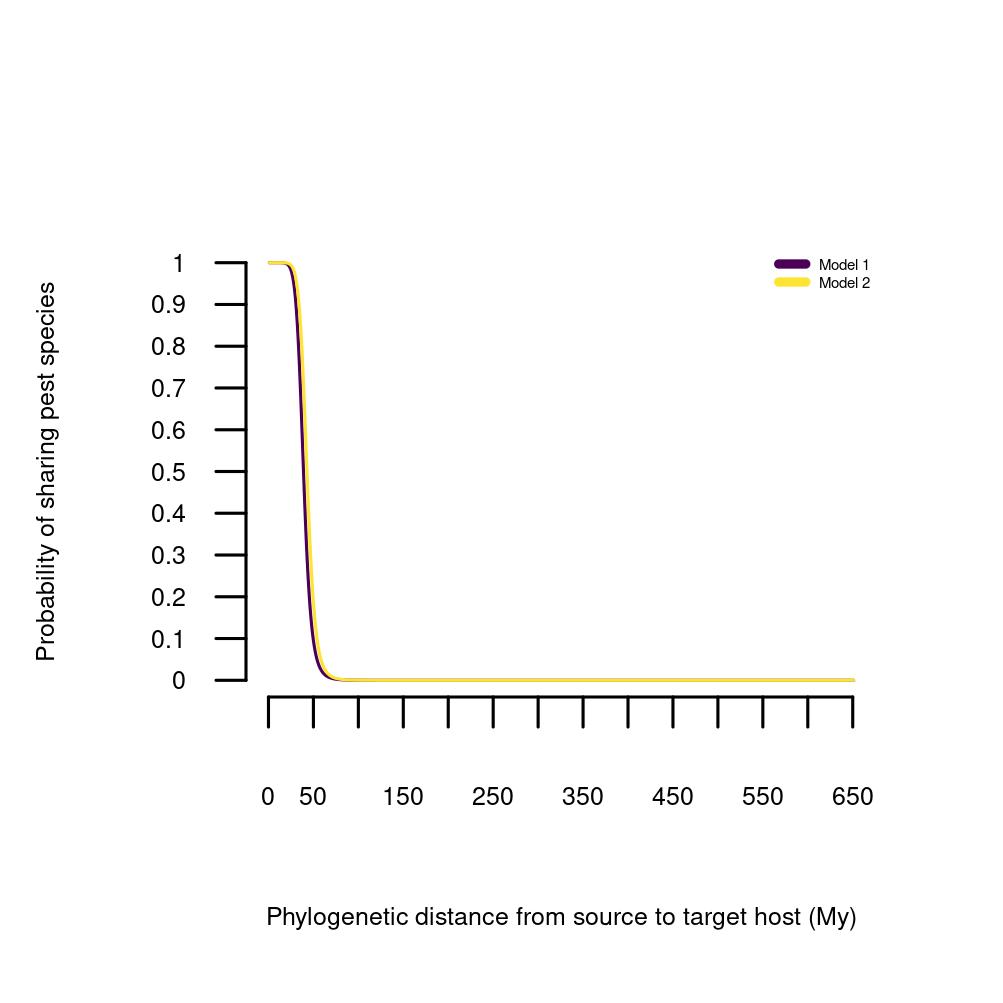 Model 1
Model 2
Probability of sharing pest species
1
0.9
0.8
0.7
0.6
0.5
0.4
0.3
0.2
0.1
0
0 50 150 250 350 450 550 650
Phylogenetic distance from source to target host (My)